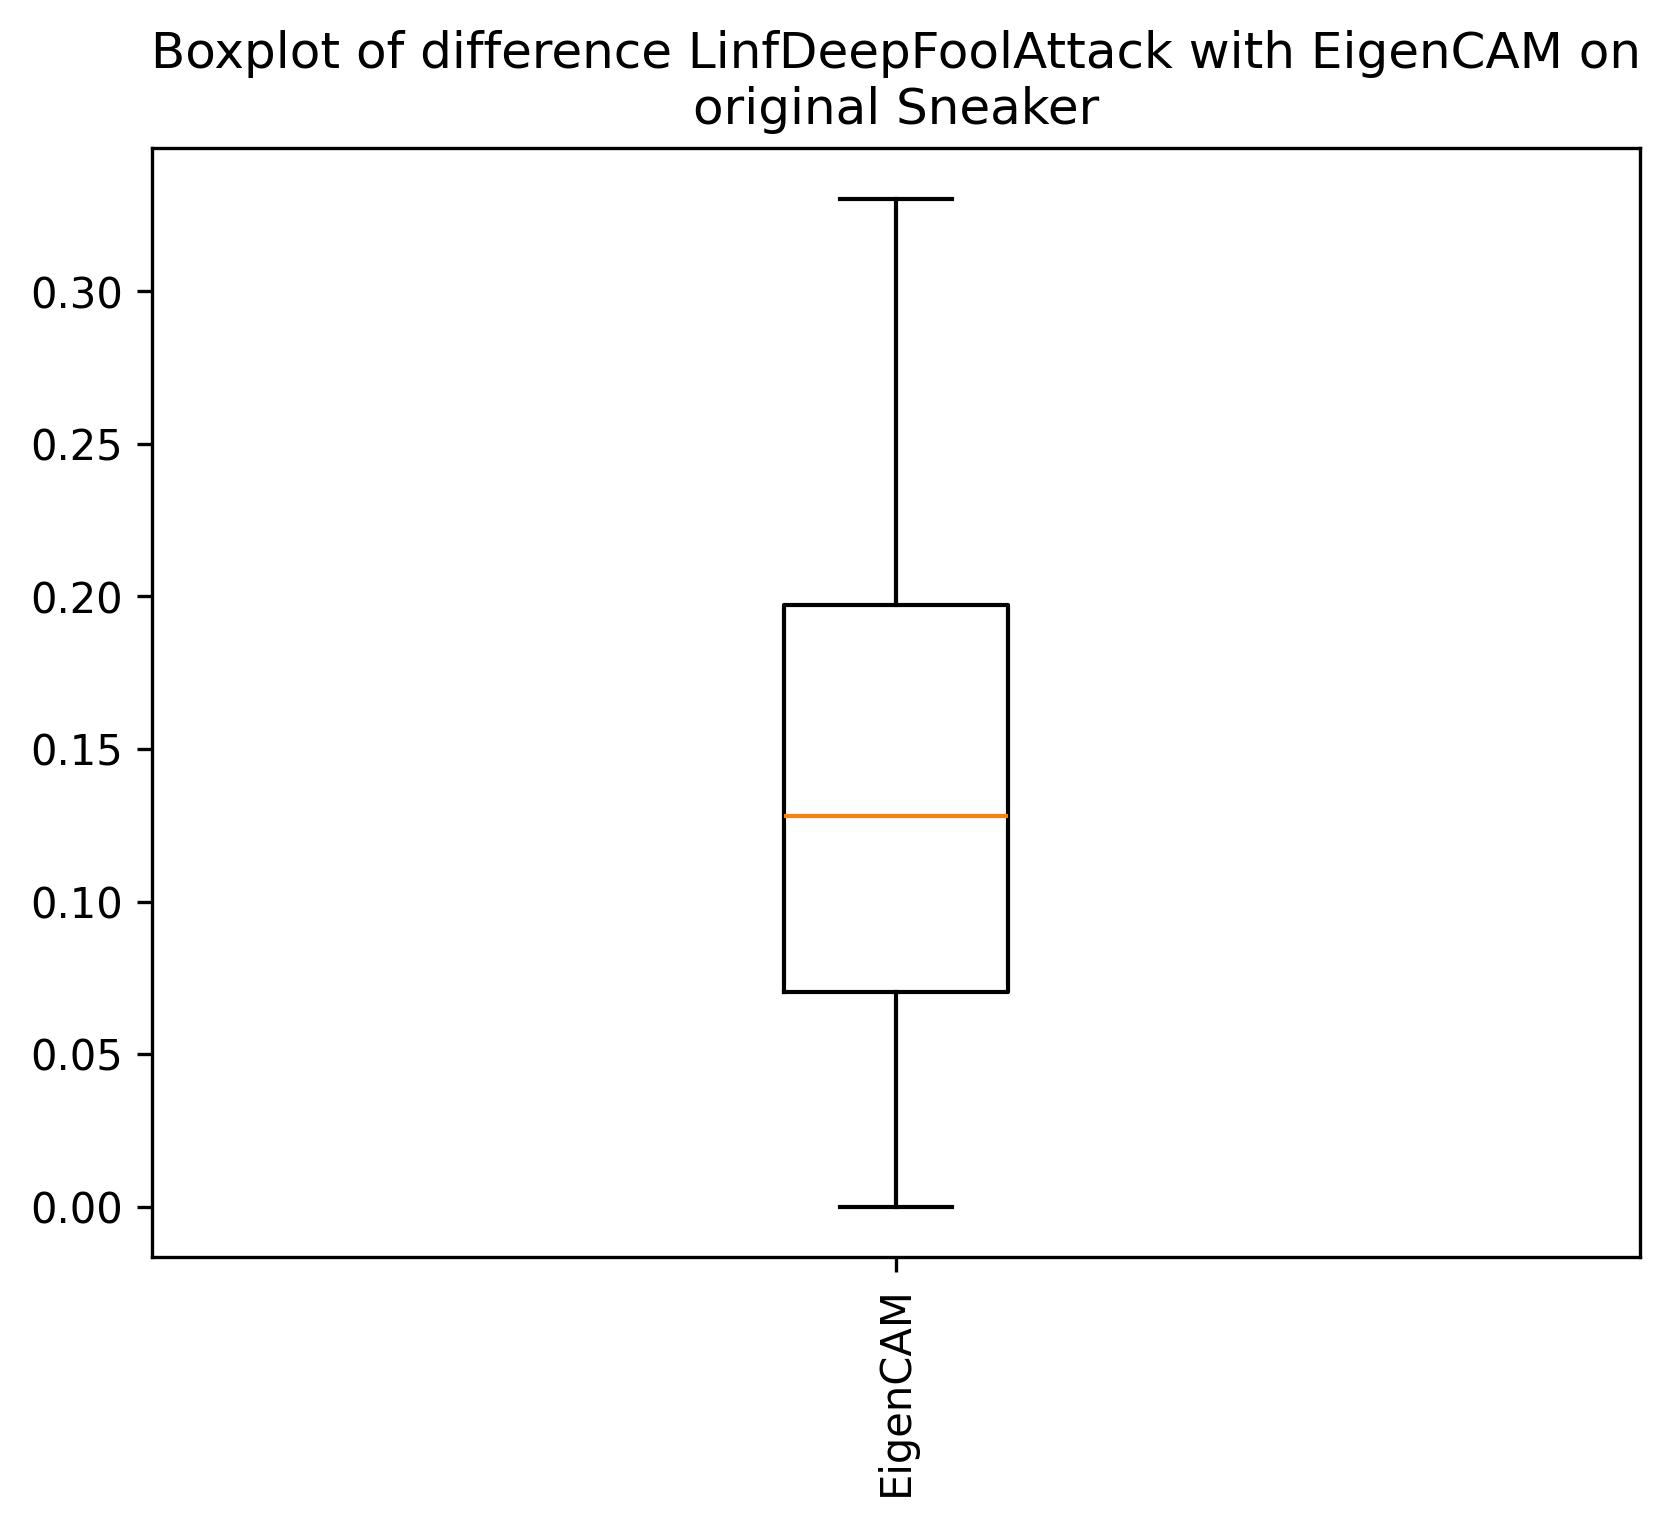 Boxplot of difference LinfDeepFoolAttack with EigenCAM on
original Sneaker
0.30
0.25
0.20
0.15
0.10
0.05
0.00
EigenCAM